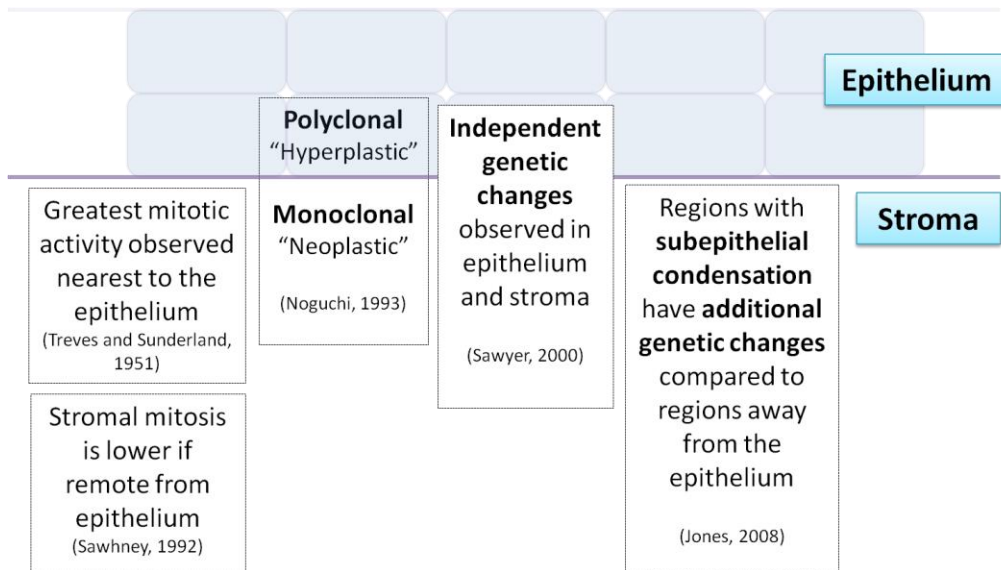 Epithelium
Stroma
Greatest mitotic
activity observed
nearest to the
epithelium
(Treves and Sunderland,
1951)
Stromal mitosis
is lower if
remote from
epithelium
(Sawhney, 1992)
Polyclonal
“Hyperplastic”
Monoclonal
“Neoplastic”
(Noguchi, 1993)
Independent
genetic
changes
observed in
epithelium
and stroma
(Sawyer, 2000)
Regions with
subepithelial
condensation
have additional
genetic changes
compared to
regions away
from the
epithelium
(Jones, 2008)